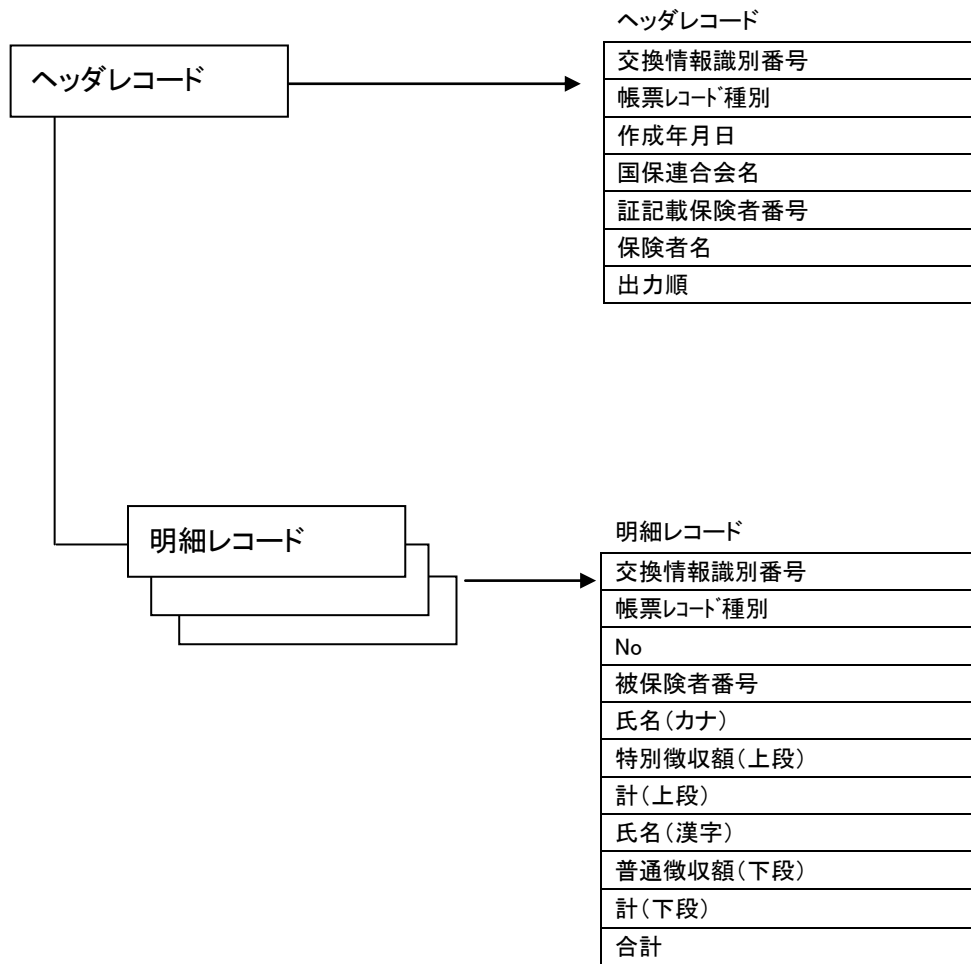 ヘッダレコード
ヘッダレコード
交換情報識別番号
帳票ﾚｺｰﾄﾞ種別
作成年月日
国保連合会名
証記載保険者番号
保険者名
出力順
明細レコード
明細レコード
交換情報識別番号
帳票ﾚｺｰﾄﾞ種別
No
被保険者番号
氏名(カナ)
特別徴収額(上段)
計(上段)
氏名(漢字)
普通徴収額(下段)
計(下段)
合計